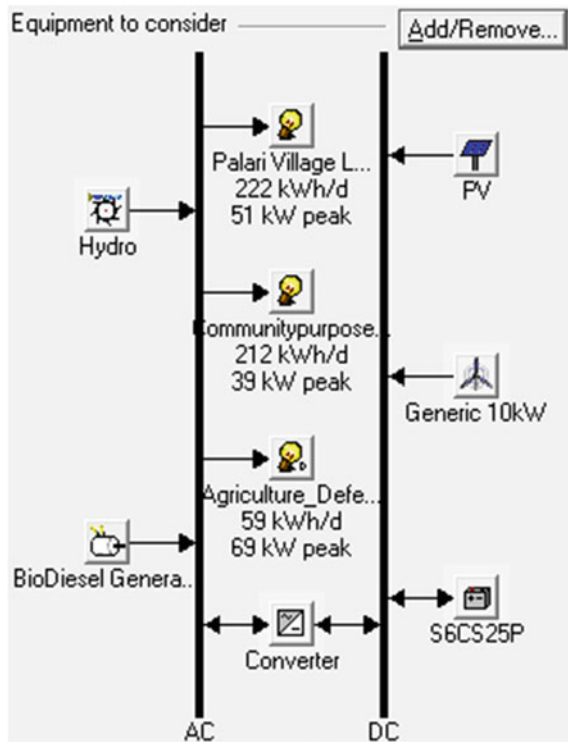 Equipment to consider
Add/Remove...
Palari Village L...
222 kWh/d
51 kW peak
PV
Hydro
Communitypurpose...
212 kWh/d
39 kW peak
Generic 10kW
Agriculture_Defe...
59 kWh/d
69 kW peak
BioDiesel Genera..
S6CS25P
Converter
AC
DC